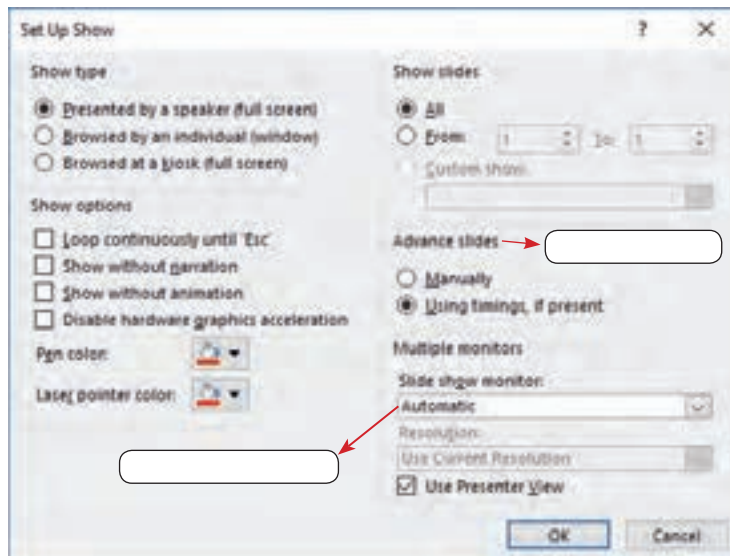 Set Up Show
? ×
Show type
Presented by a speaker (full screen)
Browsed by an individual (window)
Browsed at a kiosk (full screen)
Show options
Loop continuously until 'Esc'
Show without narration
Show without animation
Disable hardware graphics acceleration
Pen color:
Laser pointer color:
Show slides
All
From: 1 To: 1
Custom show:
Advance slides
Manually
Using timings, if present
Multiple monitors
Slide show monitor:
Automatic
Resolution:
Use Current Resolution
Use Presenter View
OK Cancel